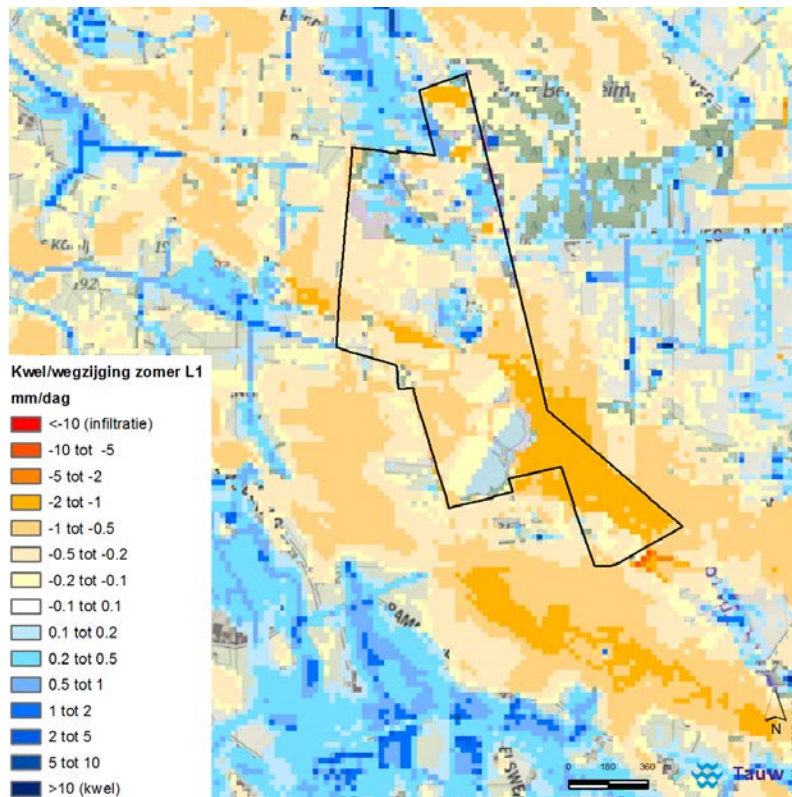 Kwel/wegzijging zomer L1
mm/dag
<-10 (infiltratie)
-10 tot -5
-5 tot -2
-2 tot -1
-1 tot -0.5
-0.5 tot -0.2
-0.2 tot -0.1
-0.1 tot 0.1
0.1 tot 0.2
0.2 tot 0.5
0.5 tot 1
1 tot 2
2 tot 5
5 tot 10
>10 (kwel)
N
0 180 360 m
Tauw